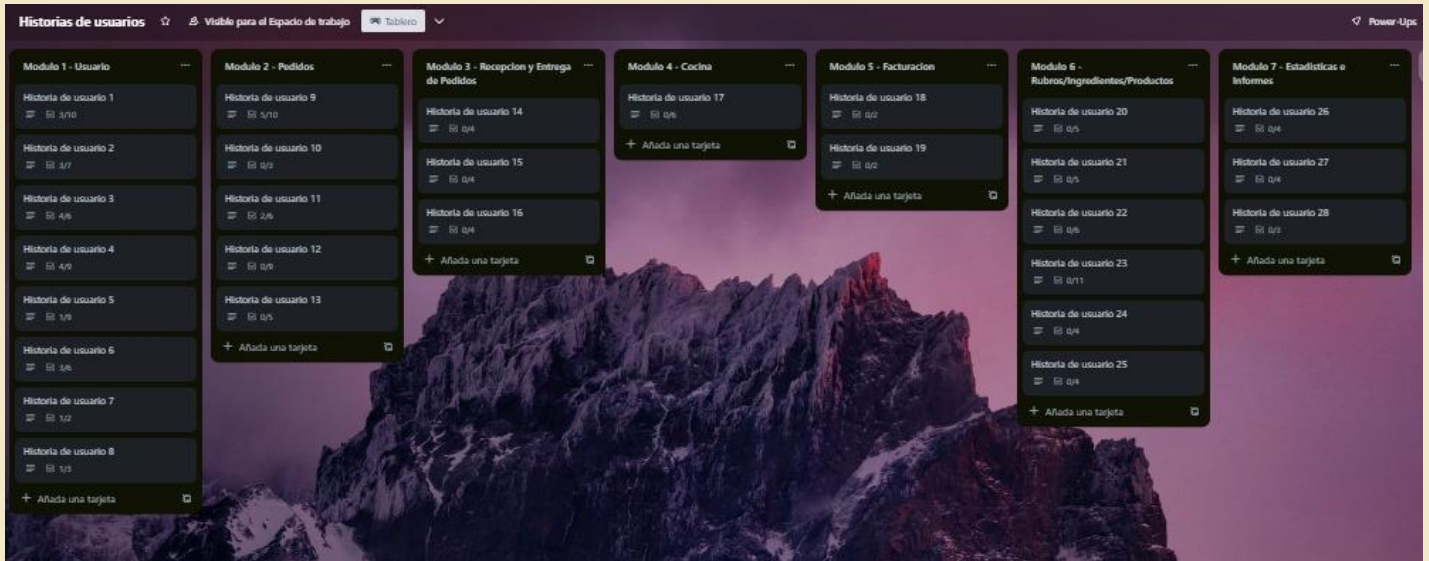 Historias de usuarios
Visible para el Espacio de trabajo
Tablero
Power-Ups
Modulo 1 - Usuario
Historia de usuario 1
3/10
Historia de usuario 2
3/7
Historia de usuario 3
4/6
Historia de usuario 4
4/9
Historia de usuario 5
1/9
Historia de usuario 6
3/6
Historia de usuario 7
1/2
Historia de usuario 8
1/3
+ Añada una tarjeta
Modulo 2 - Pedidos
Historia de usuario 9
5/10
Historia de usuario 10
0/3
Historia de usuario 11
2/6
Historia de usuario 12
0/9
Historia de usuario 13
0/5
+ Añada una tarjeta
Modulo 3 - Recepcion y Entrega
de Pedidos
Historia de usuario 14
0/4
Historia de usuario 15
0/4
Historia de usuario 16
0/4
+ Añada una tarjeta
Modulo 4 - Cocina
Historia de usuario 17
0/6
+ Añada una tarjeta
Modulo 5 - Facturacion
Historia de usuario 18
0/2
Historia de usuario 19
0/2
+ Añada una tarjeta
Modulo 6 -
Rubros/Ingredientes/Productos
Historia de usuario 20
0/5
Historia de usuario 21
0/5
Historia de usuario 22
0/6
Historia de usuario 23
0/11
Historia de usuario 24
0/4
Historia de usuario 25
0/4
+ Añada una tarjeta
Modulo 7 - Estadisticas e
Informes
Historia de usuario 26
0/4
Historia de usuario 27
0/4
Historia de usuario 28
0/3
+ Añada una tarjeta